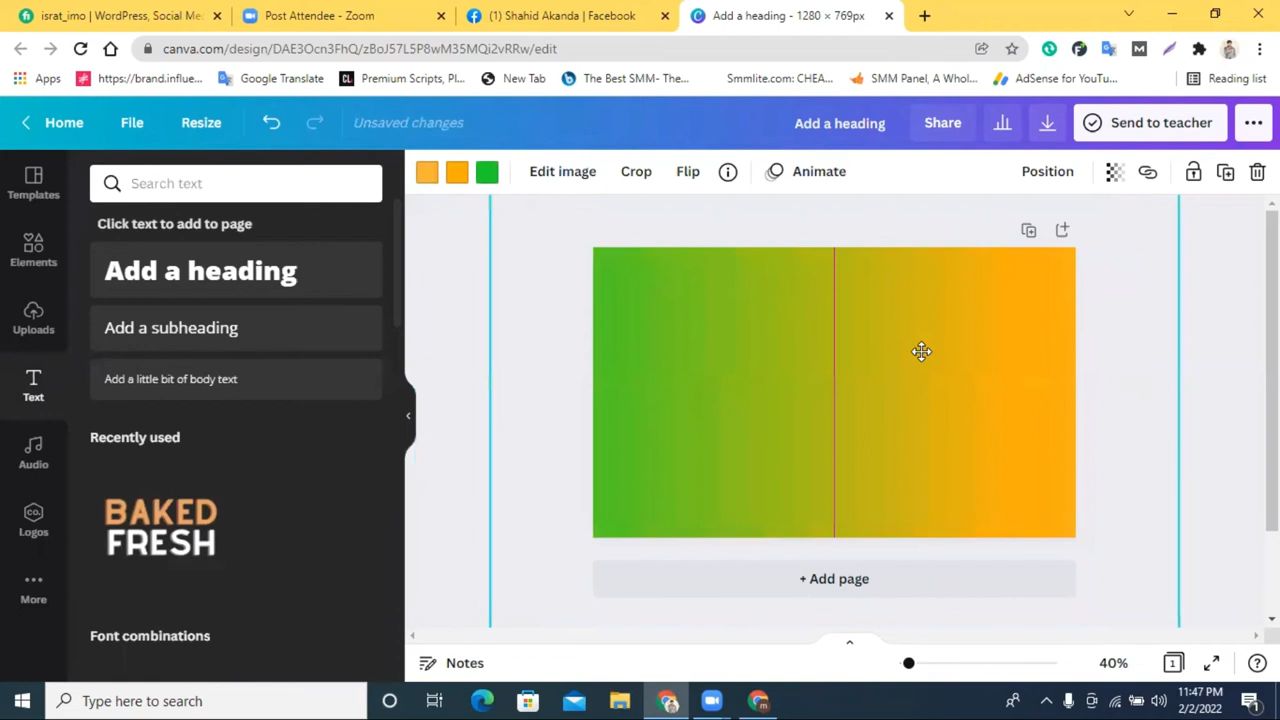 israt_imo | WordPress, Social Me
Post Attendee - Zoom
(1) Shahid Akanda | Facebook
Add a heading - 1280 × 769px
canva.com/design/DAE3Ocn3FhQ/zBoJ57L5P8wM35MQi2vRRw/edit
Apps
https://brand.influe...
Google Translate
Premium Scripts, Pl...
New Tab
The Best SMM- The...
Smmlite.com: CHEA...
SMM Panel, A Whol...
AdSense for YouTu...
Reading list
Home
File
Resize
Unsaved changes
Add a heading
Share
Send to teacher
Templates
Elements
Uploads
Text
Audio
Logos
More
Search text
Click text to add to page
Add a heading
Add a subheading
Add a little bit of body text
Recently used
BAKED
FRESH
Font combinations
Edit image
Crop
Flip
Animate
Position
+ Add page
Notes
40%
1
Type here to search
11:47 PM
2/2/2022